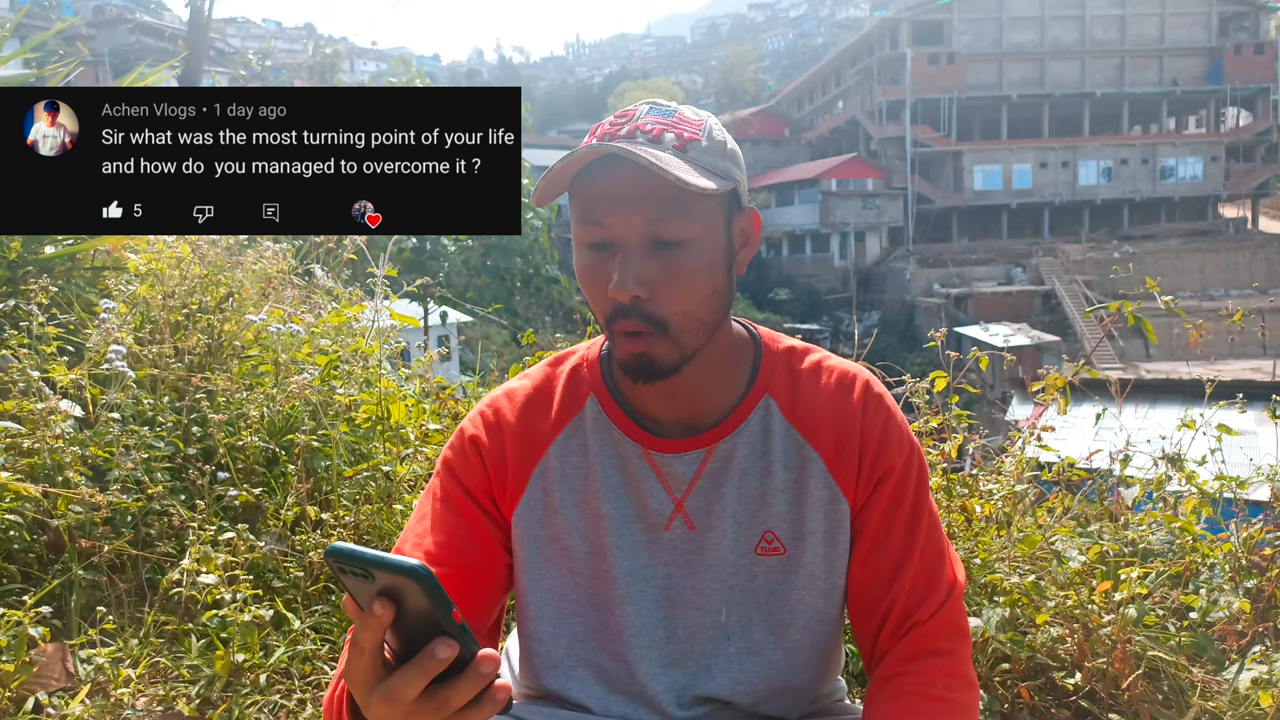 Achen Vlogs • 1 day ago
Sir what was the most turning point of your life
and how do you managed to overcome it ?
5
TEAMS